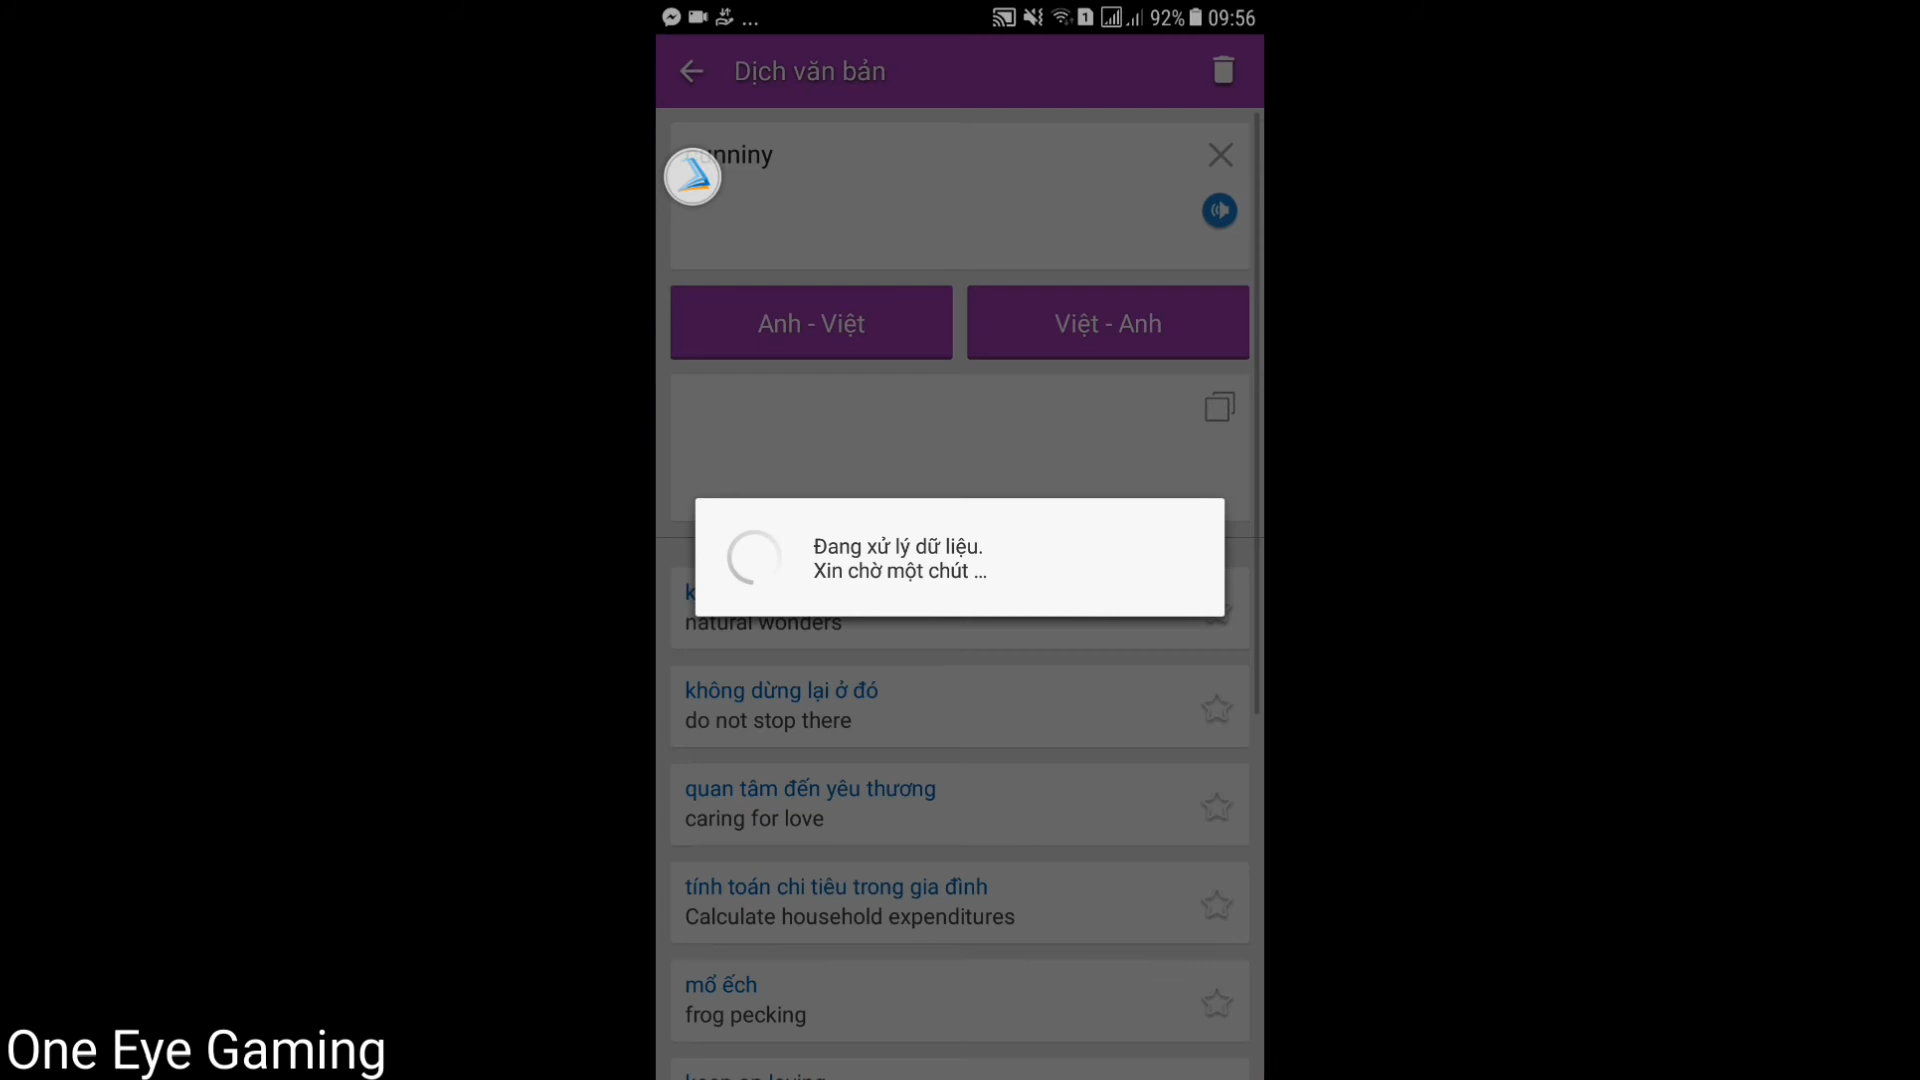 ... 1 92% 09:56
Dịch văn bản
Anh - Việt
Việt - Anh
Đang xử lý dữ liệu.
Xin chờ một chút ...
natural wonders
không dừng lại ở đó
do not stop there
quan tâm đến yêu thương
caring for love
tính toán chi tiêu trong gia đình
Calculate household expenditures
mổ ếch
frog pecking
One Eye Gaming